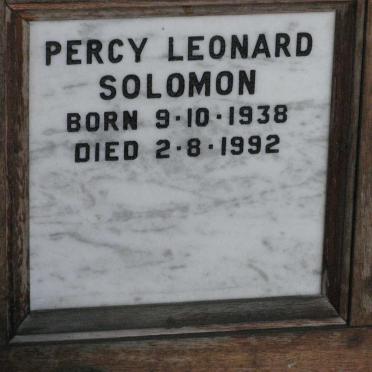 PERCY LEONARD
SOLOMON
BORN 9·10·1938
DIED 2·8·1992